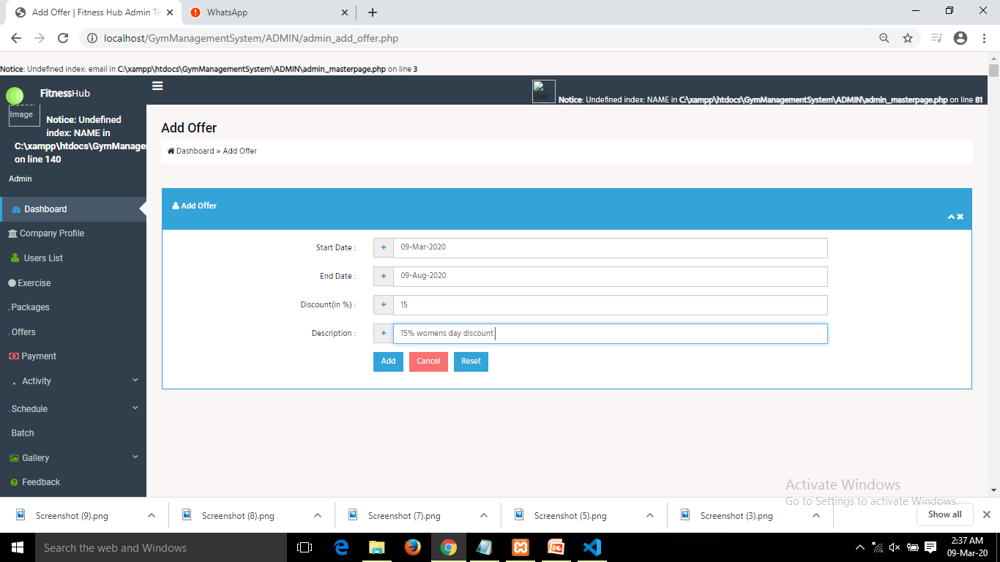 Add Offer | Fitness Hub Admin Te
WhatsApp
localhost/GymManagementSystem/ADMIN/admin_add_offer.php
Notice: Undefined index: email in C:\xampp\htdocs\GymManagementSystem\ADMIN\admin_masterpage.php on line 3
FitnessHub
User
Notice: Undefined index: NAME in C:\xampp\htdocs\GymManagementSystem\ADMIN\admin_masterpage.php on line 81
Image
Notice: Undefined
index: NAME in
C:\xampp\htdocs\GymManage
on line 140
Admin
Dashboard
Company Profile
Users List
Exercise
Packages
Offers
Payment
Activity
Schedule
Batch
Gallery
Feedback
Add Offer
Dashboard » Add Offer
Add Offer
Start Date : + 09-Mar-2020
End Date : + 09-Aug-2020
Discount(in %) : + 15
Description : + 15% womens day discount
Add Cancel Reset
Activate Windows
Go to Settings to activate Windows.
Screenshot (9).png
Screenshot (8).png
Screenshot (7).png
Screenshot (5).png
Screenshot (3).png
Show all
Search the web and Windows
2:37 AM
09-Mar-20